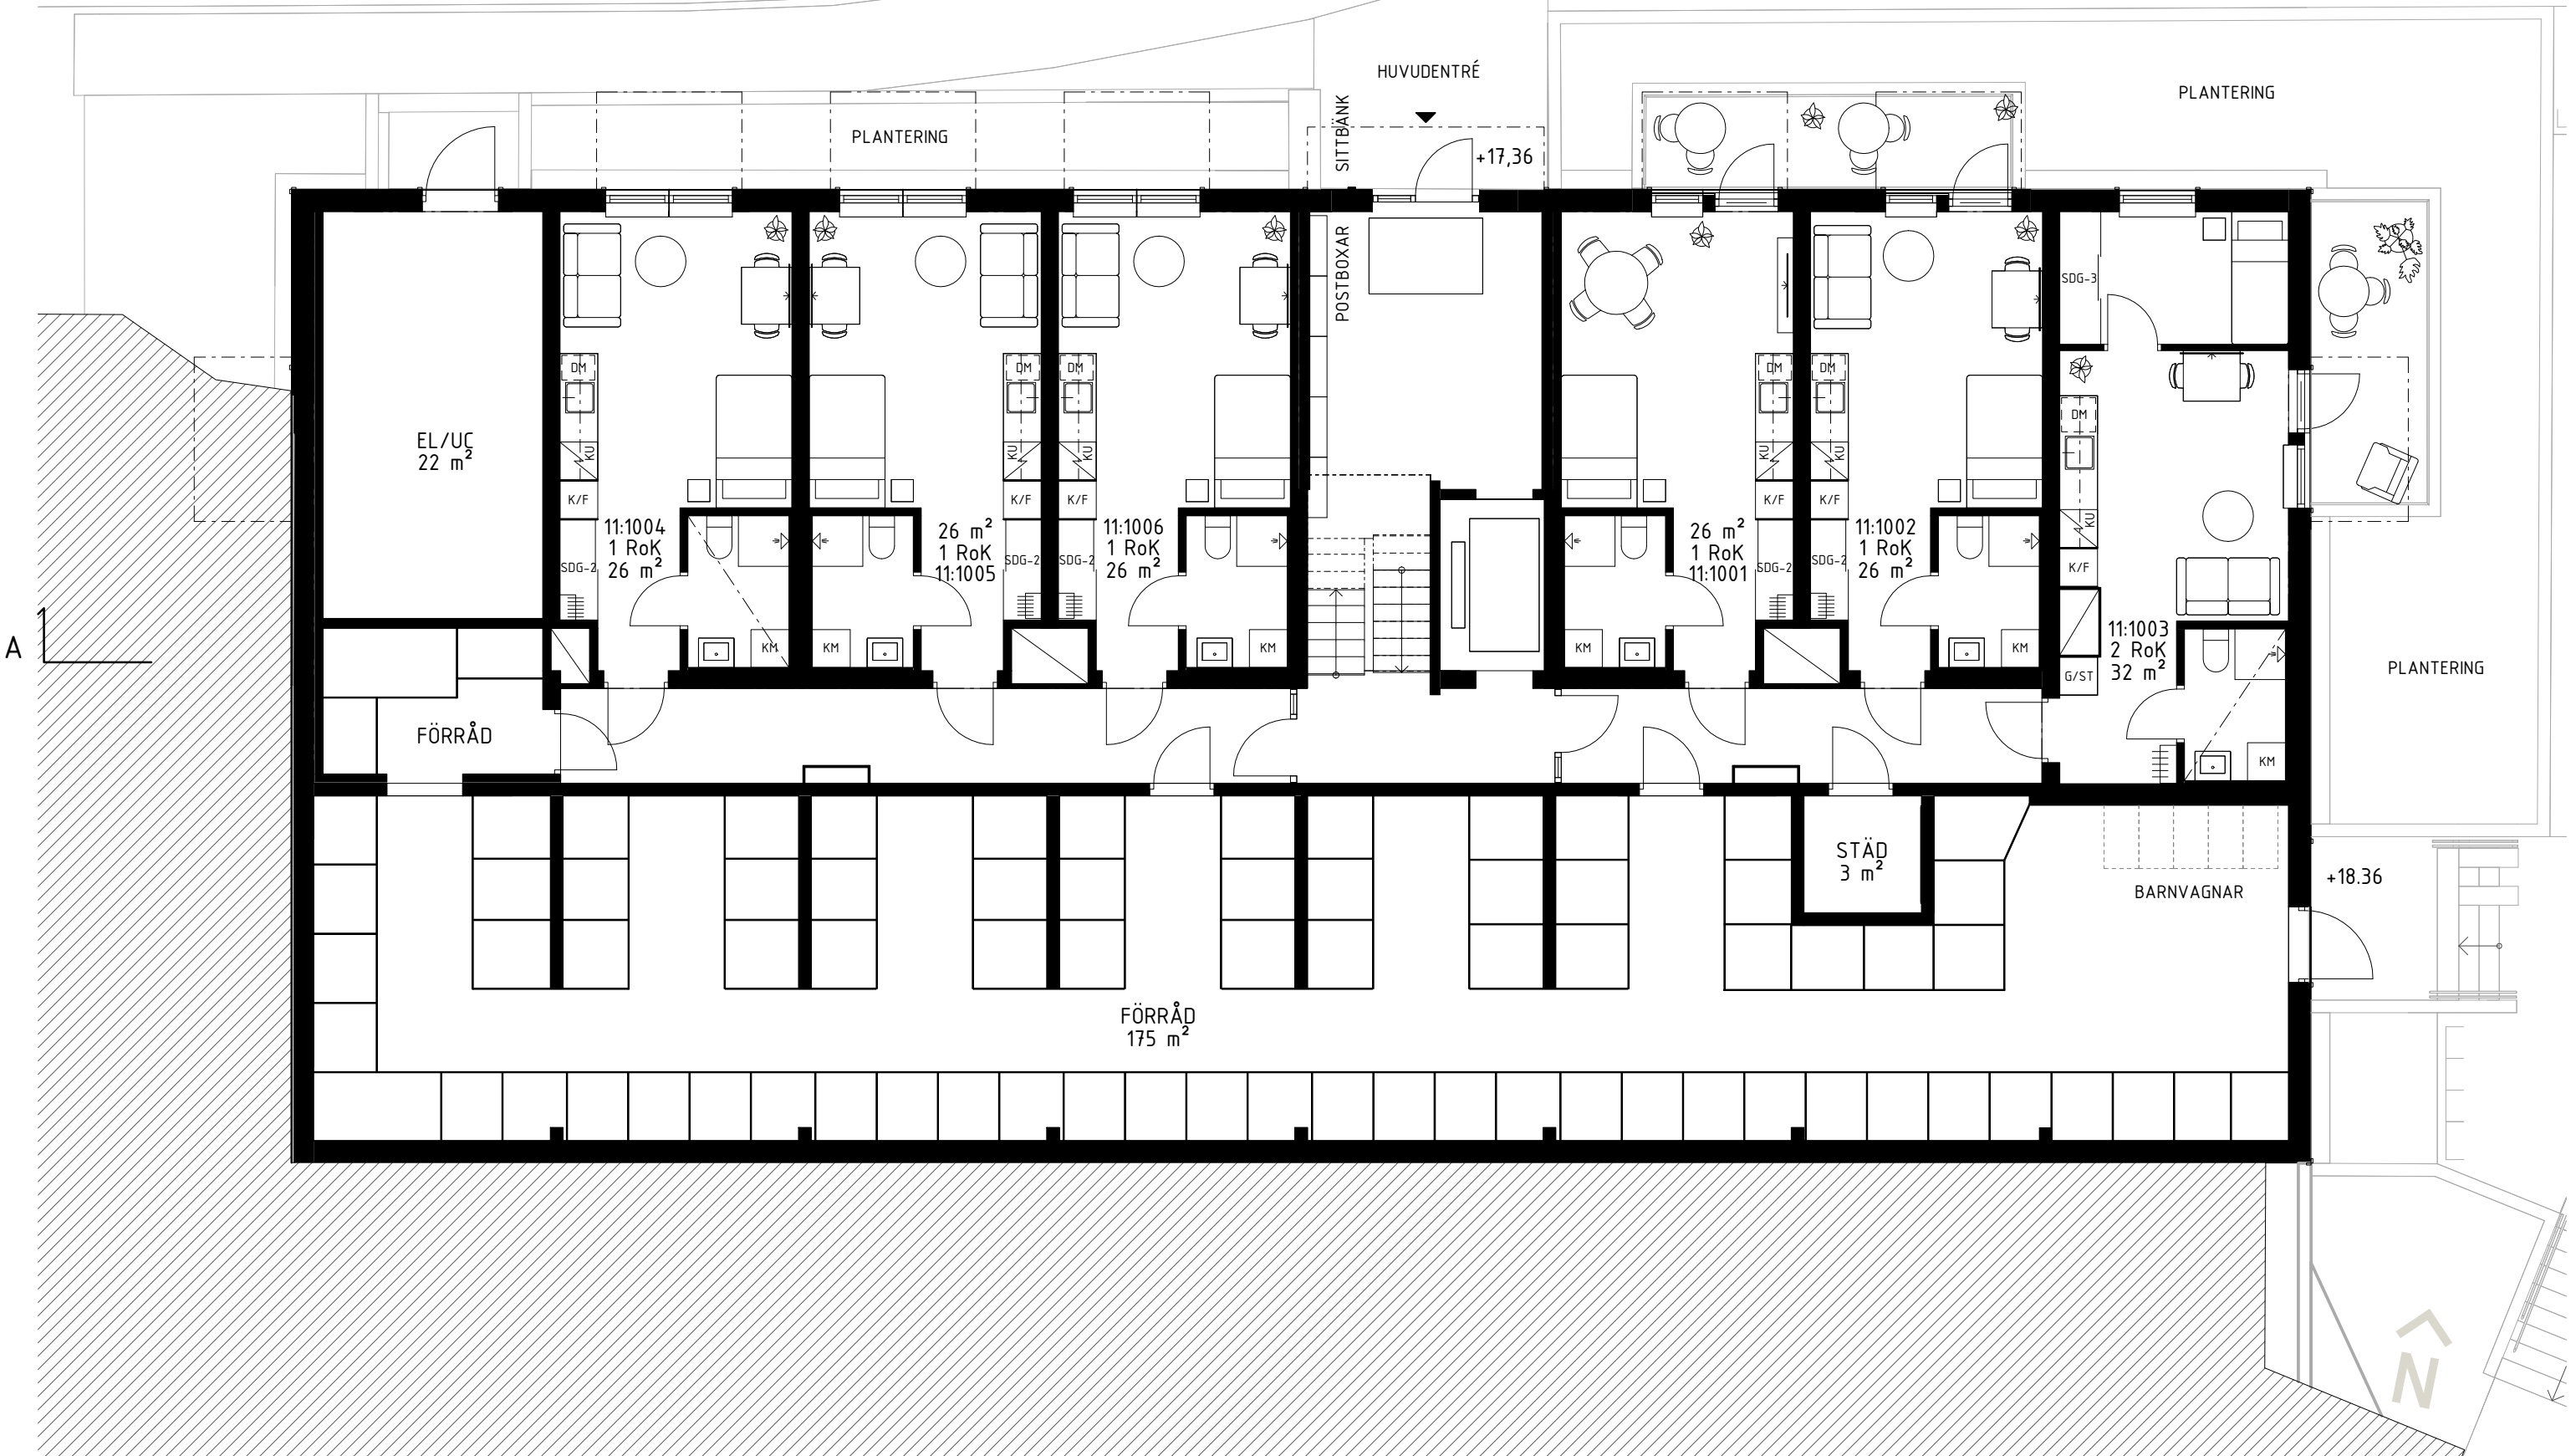 HUVUDENTRÉ
PLANTERING
PLANTERING
SITTBÄNK
+17,36
POSTBOXAR
SDG-3
DM
DM
DM
DM
DM
DM
EL/UC
22 m²
KU
KU
KU
KU
KU
KU
K/F
K/F
K/F
K/F
K/F
K/F
11:1004
1 RoK
26 m²
26 m²
1 RoK
11:1005
11:1006
1 RoK
26 m²
26 m²
1 RoK
11:1001
11:1002
1 RoK
26 m²
SDG-2
SDG-2
SDG-2
SDG-2
SDG-2
11:1003
2 RoK
32 m²
G/ST
A
KM
KM
KM
KM
KM
KM
PLANTERING
FÖRRÅD
STÄD
3 m²
BARNVAGNAR
+18.36
FÖRRÅD
175 m²
N